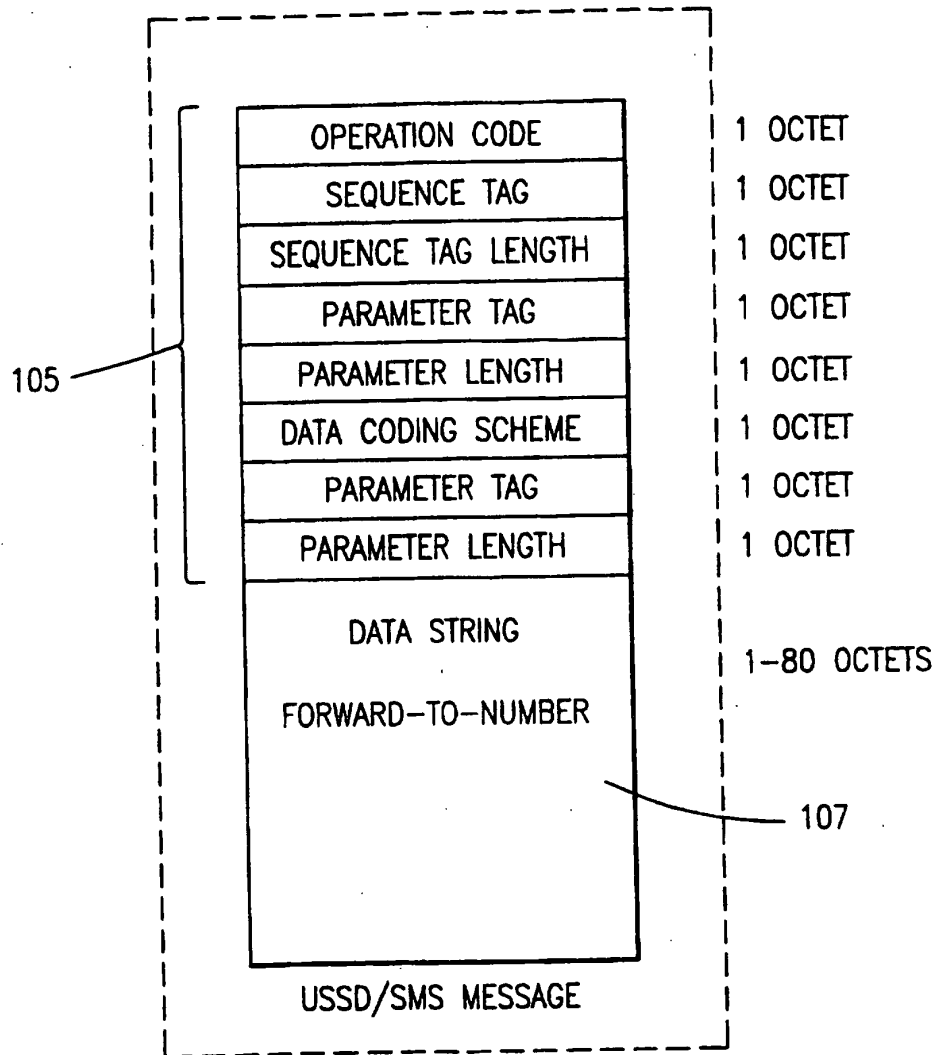 OPERATION CODE 1 OCTET
SEQUENCE TAG 1 OCTET
SEQUENCE TAG LENGTH 1 OCTET
PARAMETER TAG 1 OCTET
105 PARAMETER LENGTH 1 OCTET
DATA CODING SCHEME 1 OCTET
PARAMETER TAG 1 OCTET
PARAMETER LENGTH 1 OCTET
DATA STRING
1-80 OCTETS
FORWARD-TO-NUMBER
107
USSD/SMS MESSAGE